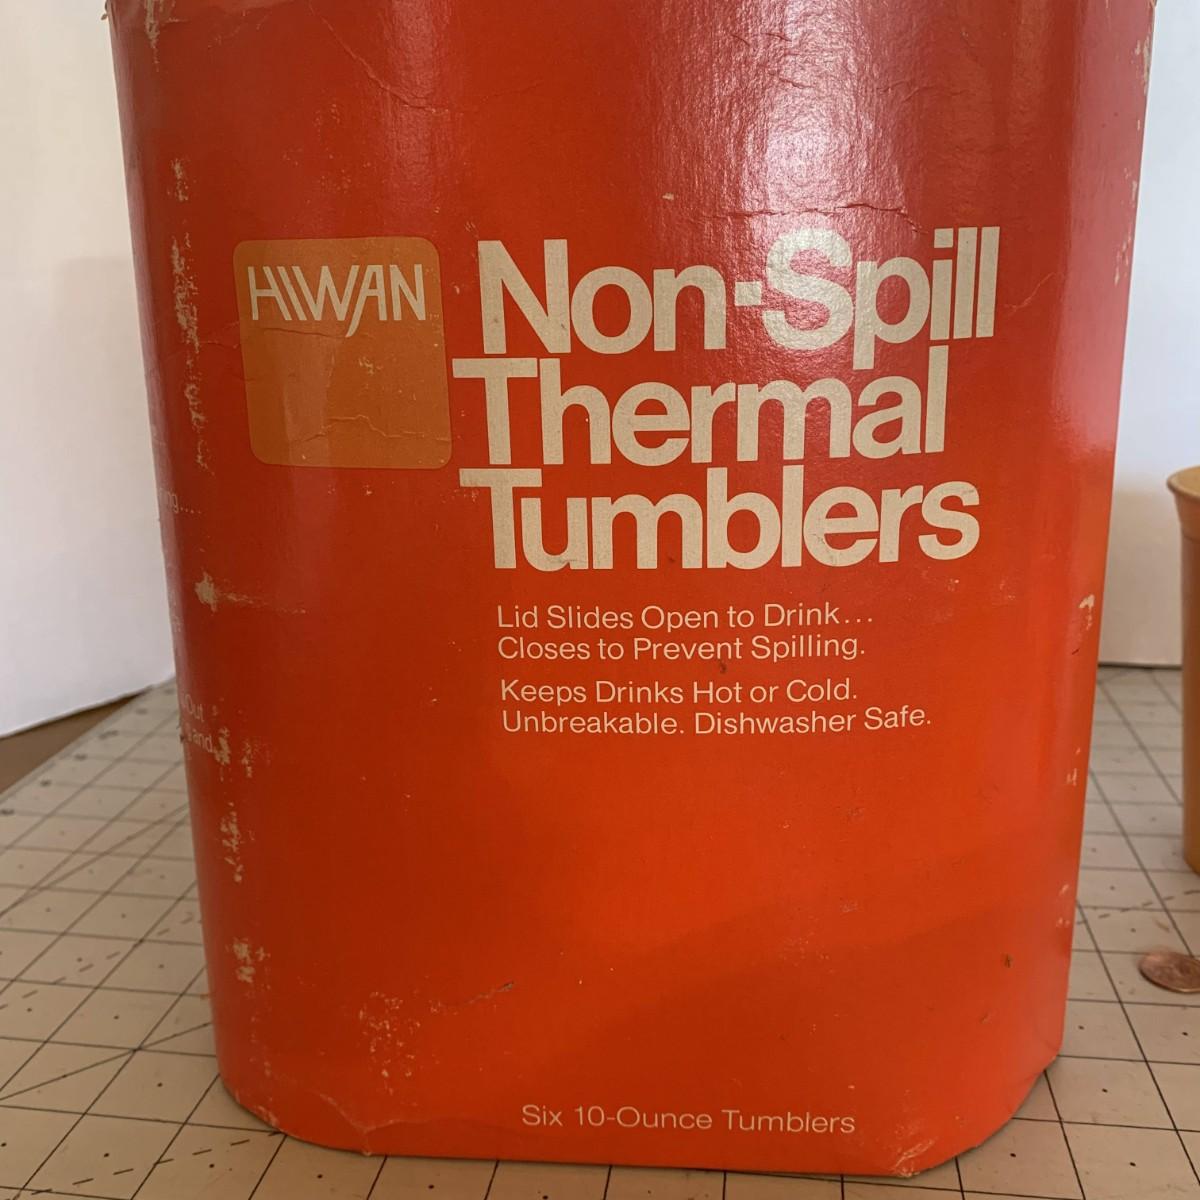 HIWAN
Non-Spill
Thermal
Tumblers
Lid Slides Open to Drink...
Closes to Prevent Spilling.
Keeps Drinks Hot or Cold.
Unbreakable. Dishwasher Safe.
Six 10-Ounce Tumblers